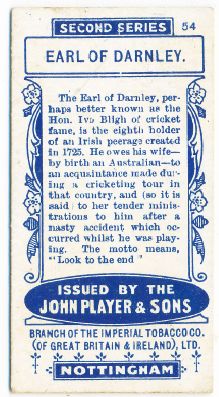 SECOND SERIES 54
EARL OF DARNLEY.
The Earl of Darnley, per-
haps better known as the
Hon. Ivo Bligh of cricket
fame, is the eighth holder
of an Irish peerage created
in 1725. He owes his wife—
by birth an Australian—to
an acquaintance made dur-
ing a cricketing tour in
that country, and (so it is
said) to her tender minis-
trations to him after a
nasty accident which oc-
curred whilst he was play-
ing. The motto means,
"Look to the end"
ISSUED BY THE
JOHN PLAYER & SONS
BRANCH OF THE IMPERIAL TOBACCO CO.
(OF GREAT BRITAIN & IRELAND), LTD.
NOTTINGHAM